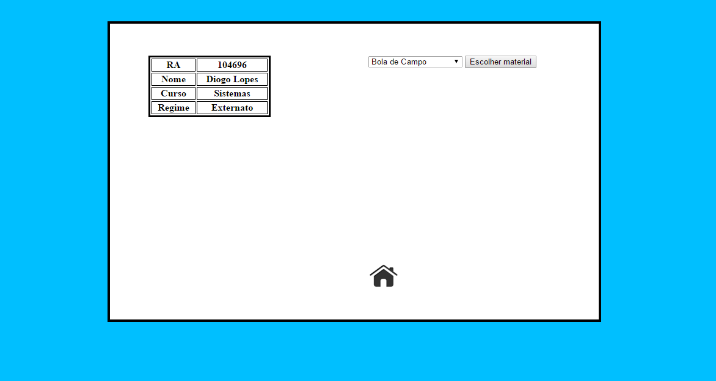 RA 104696
Nome Diogo Lopes
Curso Sistemas
Regime Externato
Bola de Campo Escolher material